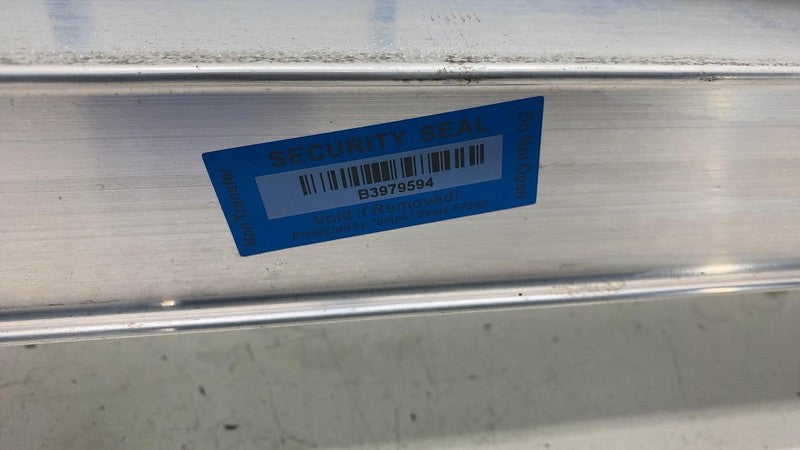 SECURITY SEAL
Non Transfer
B3979594
Do Not Open
Void if Removed!
Protected by Tamper Seals Group